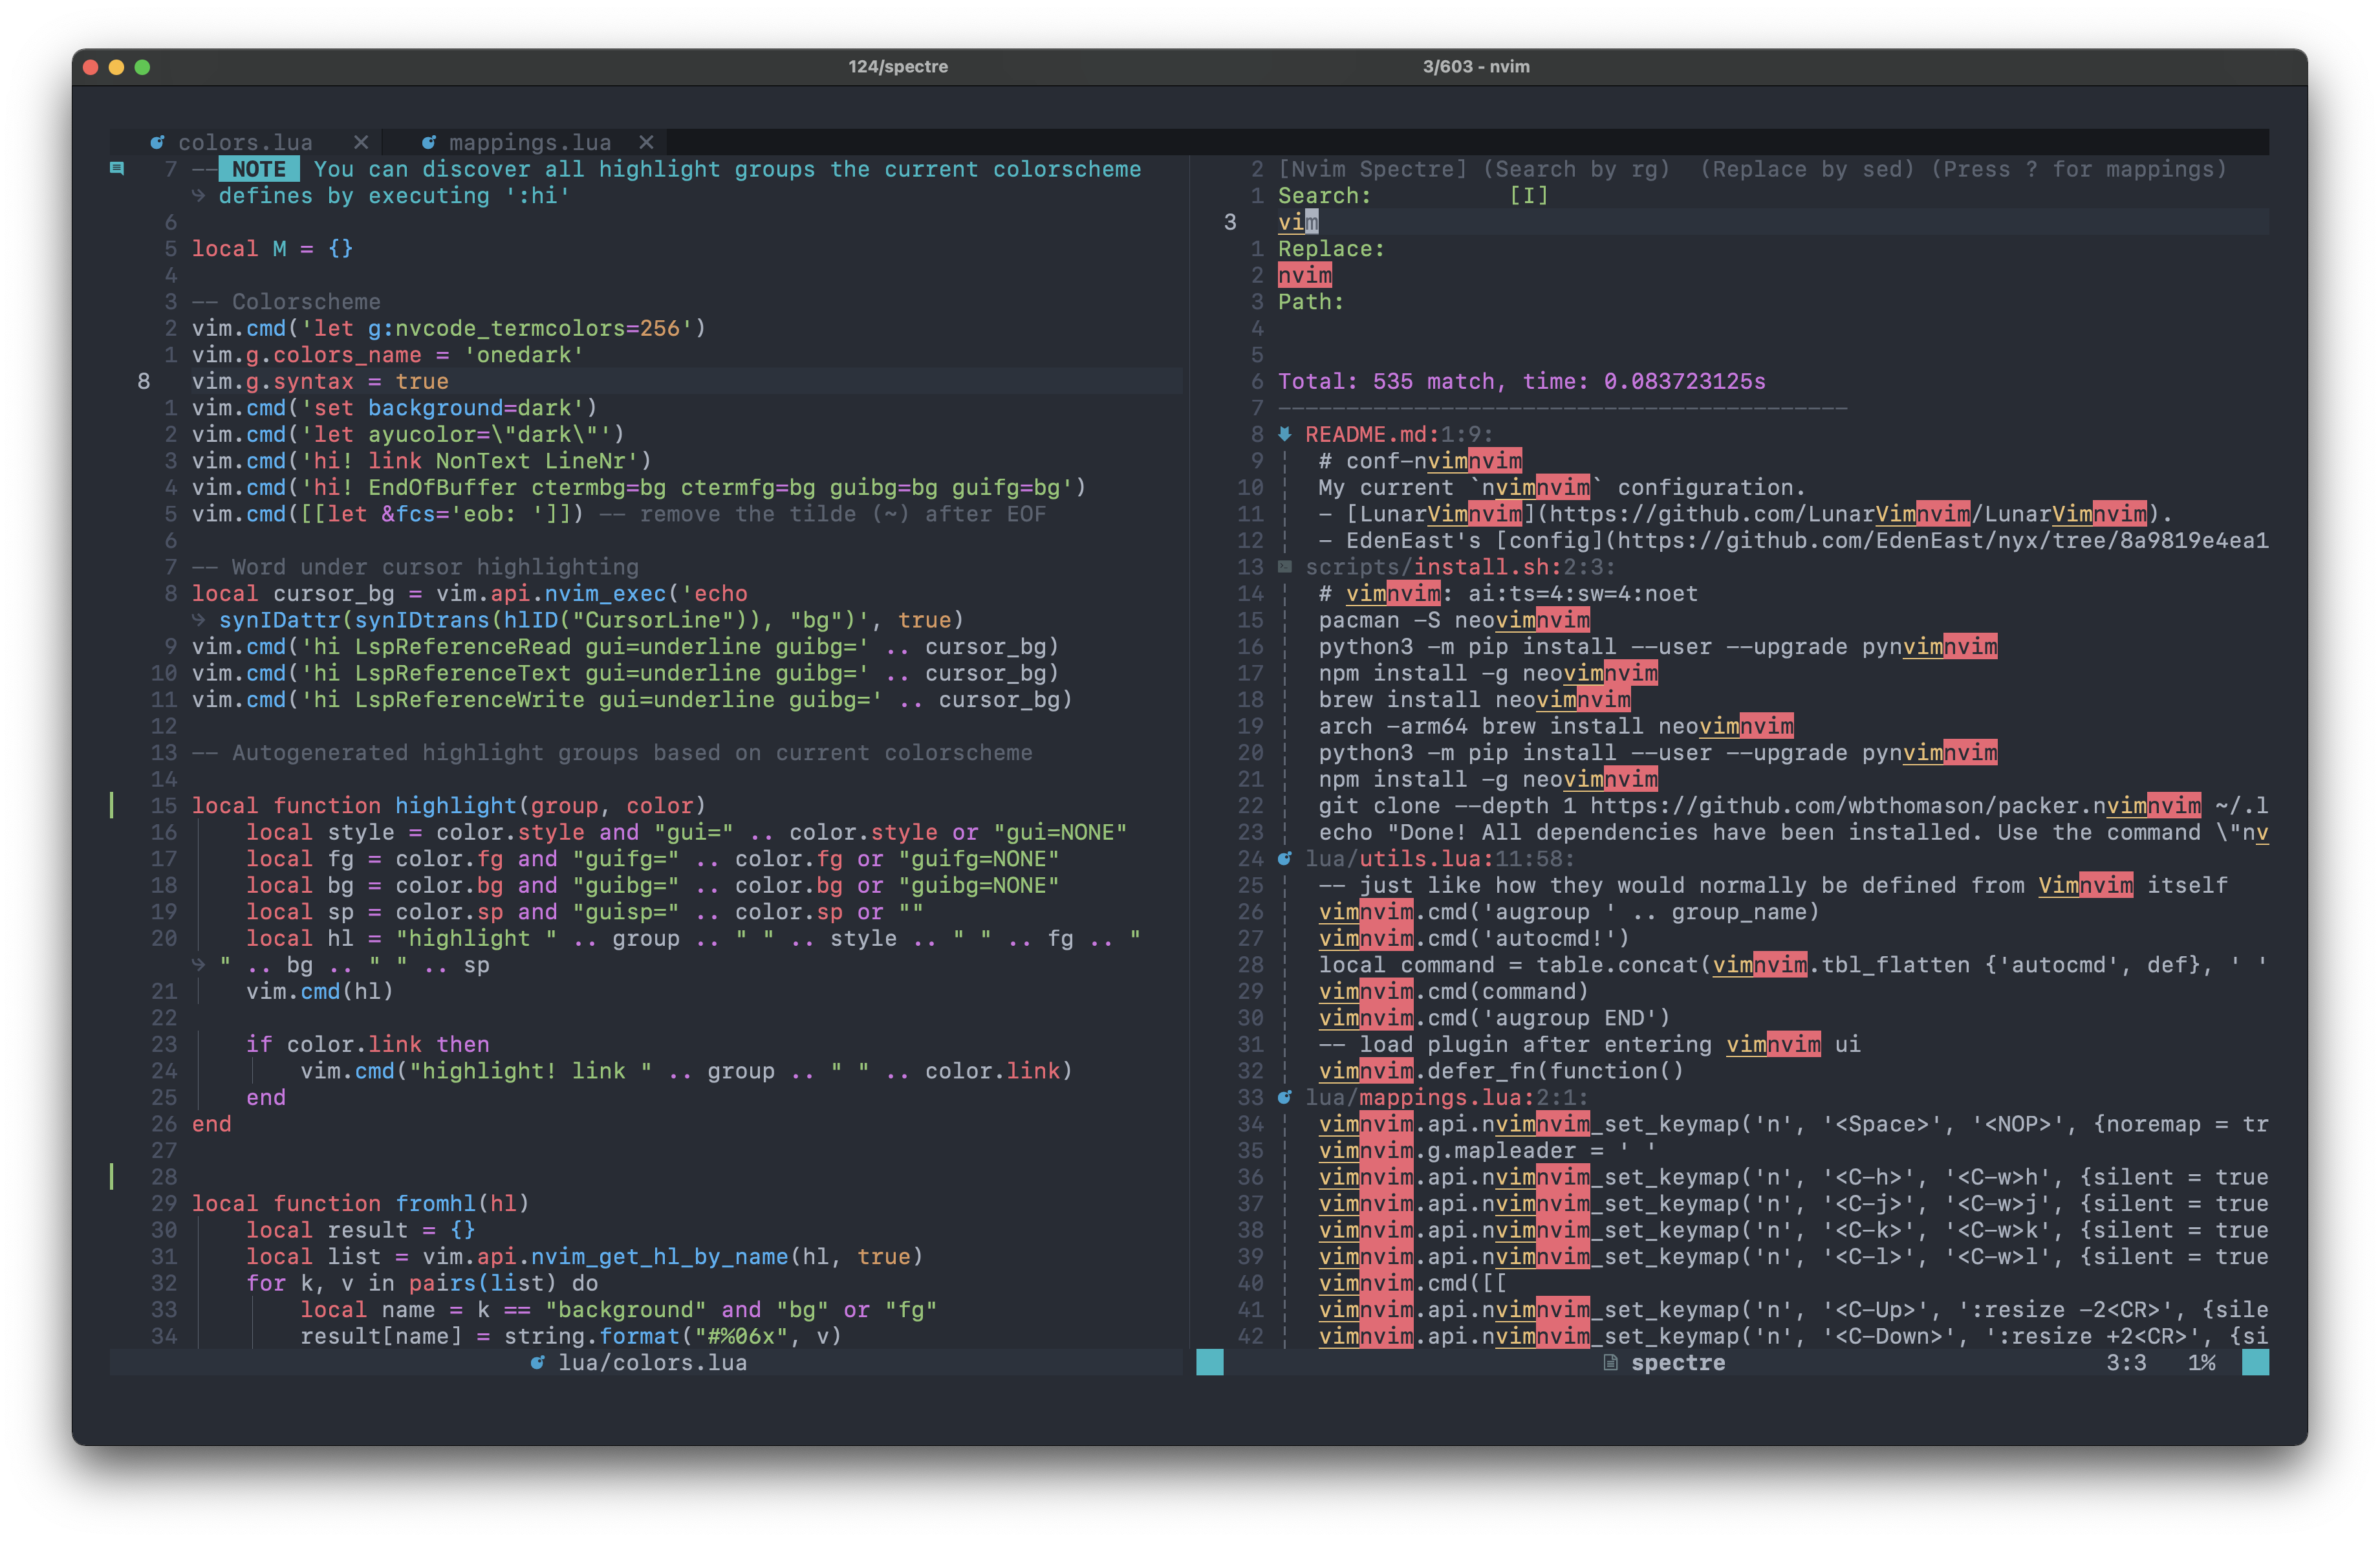 124/spectre 3/603 - nvim
colors.lua ✕ mappings.lua ✕
7 -- NOTE You can discover all highlight groups the current colorscheme
↪ defines by executing ':hi'
6
5 local M = {}
4
3 -- Colorscheme
2 vim.cmd('let g:nvcode_termcolors=256')
1 vim.g.colors_name = 'onedark'
8 vim.g.syntax = true
1 vim.cmd('set background=dark')
2 vim.cmd('let ayucolor=\"dark\"')
3 vim.cmd('hi! link NonText LineNr')
4 vim.cmd('hi! EndOfBuffer ctermbg=bg ctermfg=bg guibg=bg guifg=bg')
5 vim.cmd([[let &fcs='eob: ']]) -- remove the tilde (~) after EOF
6
7 -- Word under cursor highlighting
8 local cursor_bg = vim.api.nvim_exec('echo
↪ synIDattr(synIDtrans(hlID("CursorLine")), "bg")', true)
9 vim.cmd('hi LspReferenceRead gui=underline guibg=' .. cursor_bg)
10 vim.cmd('hi LspReferenceText gui=underline guibg=' .. cursor_bg)
11 vim.cmd('hi LspReferenceWrite gui=underline guibg=' .. cursor_bg)
12
13 -- Autogenerated highlight groups based on current colorscheme
14
15 local function highlight(group, color)
16 local style = color.style and "gui=" .. color.style or "gui=NONE"
17 local fg = color.fg and "guifg=" .. color.fg or "guifg=NONE"
18 local bg = color.bg and "guibg=" .. color.bg or "guibg=NONE"
19 local sp = color.sp and "guisp=" .. color.sp or ""
20 local hl = "highlight " .. group .. " " .. style .. " " .. fg .. "
↪ " .. bg .. " " .. sp
21 vim.cmd(hl)
22
23 if color.link then
24 vim.cmd("highlight! link " .. group .. " " .. color.link)
25 end
26 end
27
28
29 local function fromhl(hl)
30 local result = {}
31 local list = vim.api.nvim_get_hl_by_name(hl, true)
32 for k, v in pairs(list) do
33 local name = k == "background" and "bg" or "fg"
34 result[name] = string.format("#%06x", v)
lua/colors.lua
2 [Nvim Spectre] (Search by rg) (Replace by sed) (Press ? for mappings)
1 Search: [I]
3 vim
1 Replace:
2 nvim
3 Path:
4
5
6 Total: 535 match, time: 0.083723125s
7 ------------------------------------------
8 README.md:1:9:
9 # conf-nvimnvim
10 My current `nvimnvim` configuration.
11 - [LunarVimnvim](https://github.com/LunarVimnvim/LunarVimnvim).
12 - EdenEast's [config](https://github.com/EdenEast/nyx/tree/8a9819e4ea1
13 scripts/install.sh:2:3:
14 # vimnvim: ai:ts=4:sw=4:noet
15 pacman -S neovimnvim
16 python3 -m pip install --user --upgrade pynvimnvim
17 npm install -g neovimnvim
18 brew install neovimnvim
19 arch -arm64 brew install neovimnvim
20 python3 -m pip install --user --upgrade pynvimnvim
21 npm install -g neovimnvim
22 git clone --depth 1 https://github.com/wbthomason/packer.nvimnvim ~/.l
23 echo "Done! All dependencies have been installed. Use the command \"nv
24 lua/utils.lua:11:58:
25 -- just like how they would normally be defined from Vimnvim itself
26 vimnvim.cmd('augroup ' .. group_name)
27 vimnvim.cmd('autocmd!')
28 local command = table.concat(vimnvim.tbl_flatten {'autocmd', def}, ' '
29 vimnvim.cmd(command)
30 vimnvim.cmd('augroup END')
31 -- load plugin after entering vimnvim ui
32 vimnvim.defer_fn(function()
33 lua/mappings.lua:2:1:
34 vimnvim.api.nvimnvim_set_keymap('n', '<Space>', '<NOP>', {noremap = tr
35 vimnvim.g.mapleader = ' '
36 vimnvim.api.nvimnvim_set_keymap('n', '<C-h>', '<C-w>h', {silent = true
37 vimnvim.api.nvimnvim_set_keymap('n', '<C-j>', '<C-w>j', {silent = true
38 vimnvim.api.nvimnvim_set_keymap('n', '<C-k>', '<C-w>k', {silent = true
39 vimnvim.api.nvimnvim_set_keymap('n', '<C-l>', '<C-w>l', {silent = true
40 vimnvim.cmd([[
41 vimnvim.api.nvimnvim_set_keymap('n', '<C-Up>', ':resize -2<CR>', {sile
42 vimnvim.api.nvimnvim_set_keymap('n', '<C-Down>', ':resize +2<CR>', {si
spectre 3:3 1%